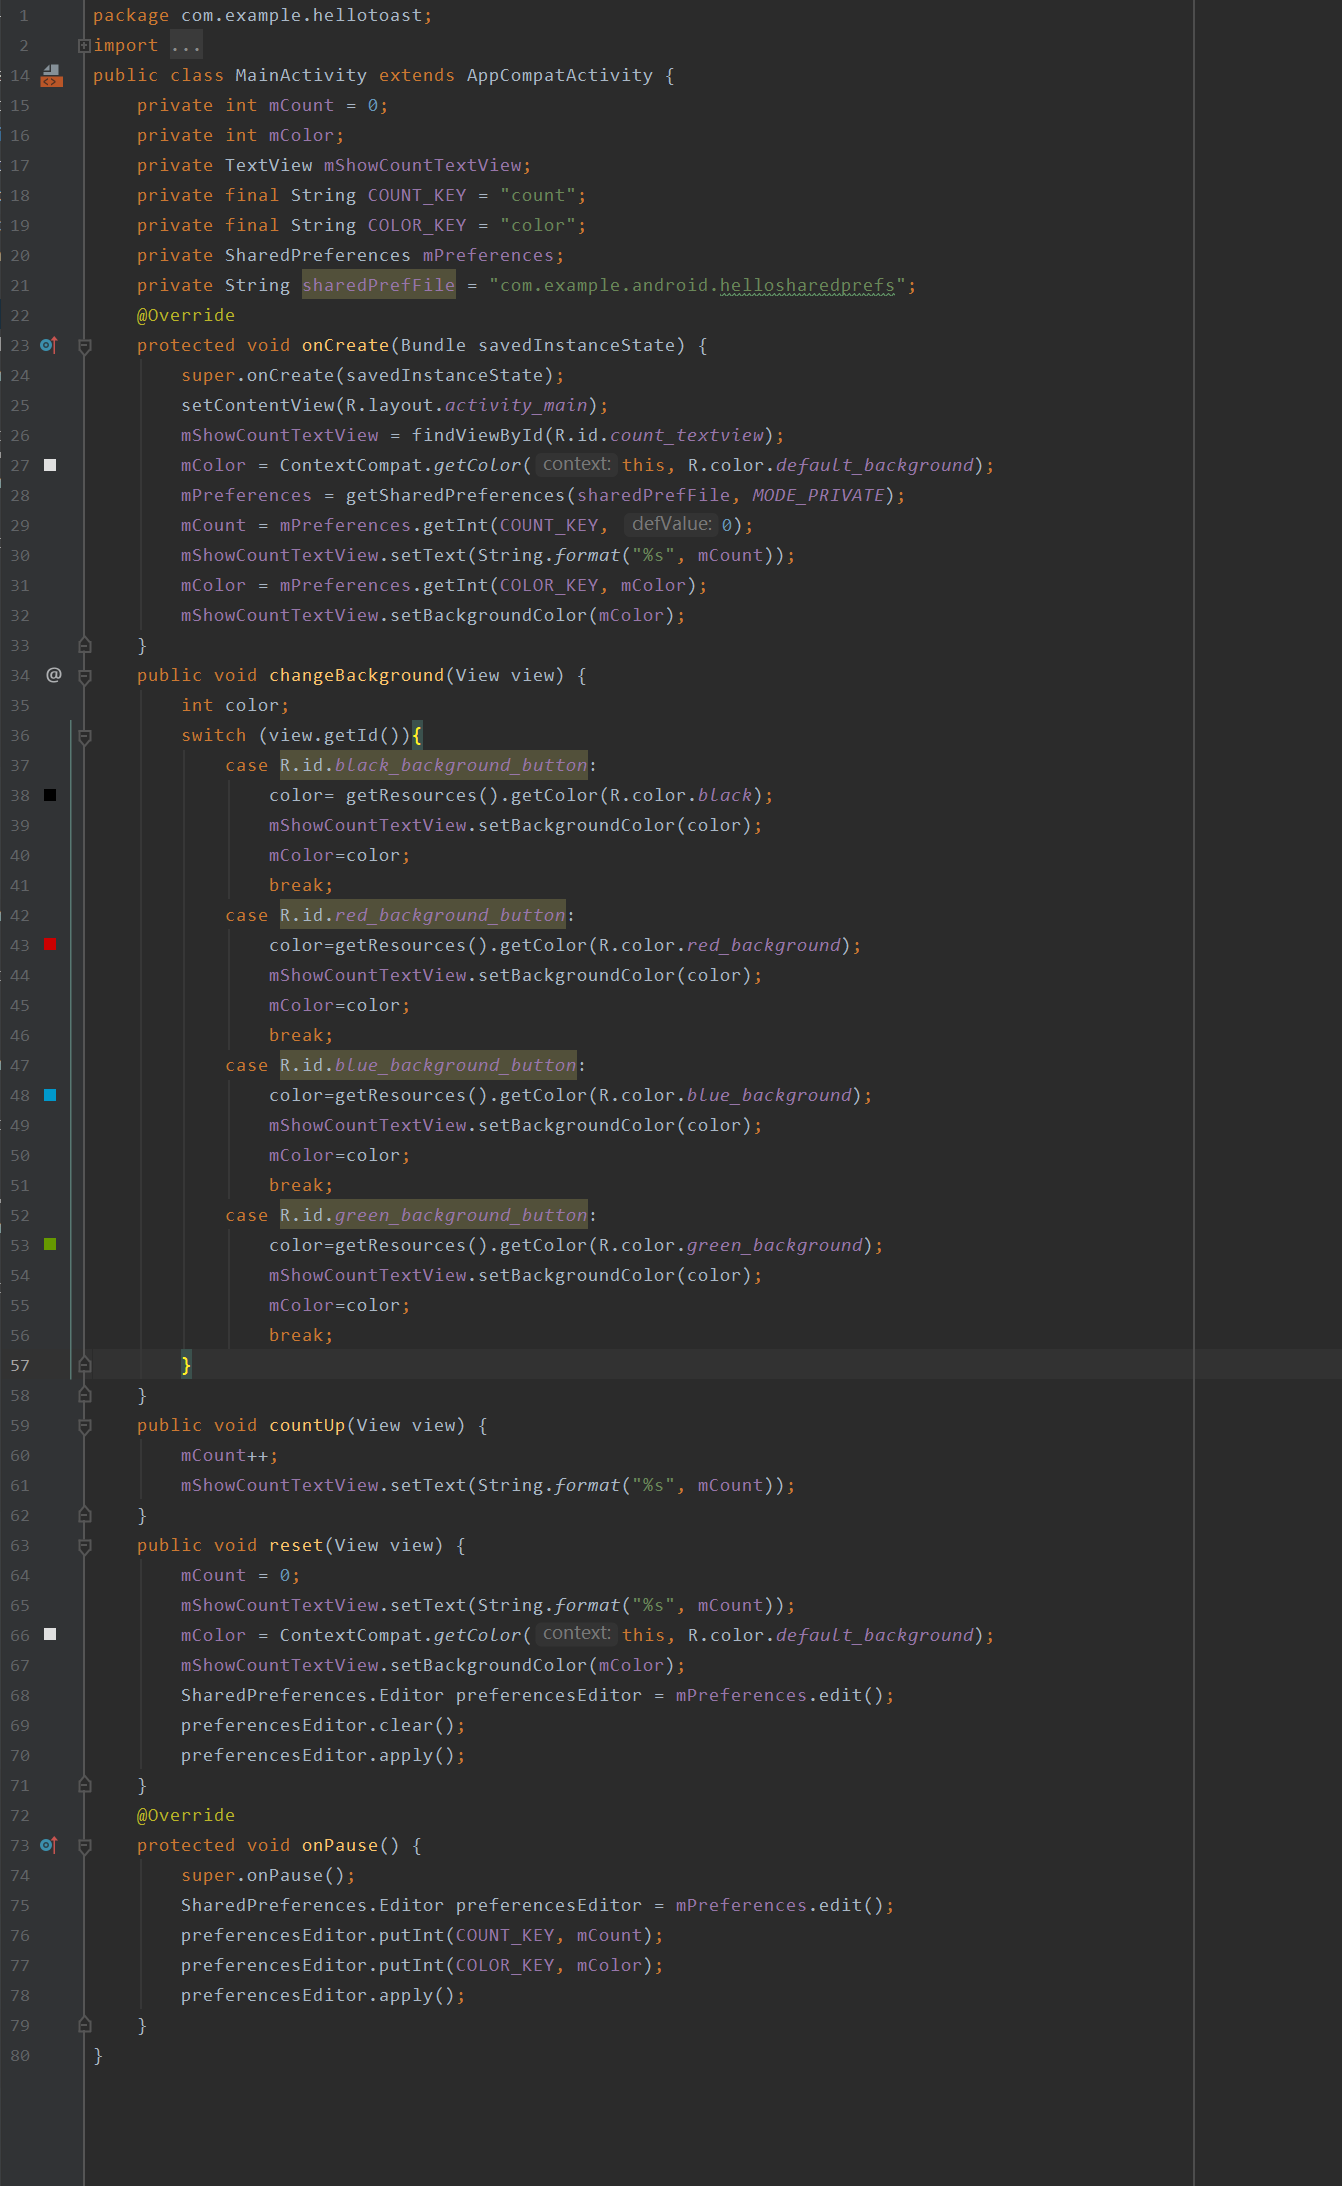 1 package com.example.hellotoast;
2 import ...
14 public class MainActivity extends AppCompatActivity {
15 private int mCount = 0;
16 private int mColor;
17 private TextView mShowCountTextView;
18 private final String COUNT_KEY = "count";
19 private final String COLOR_KEY = "color";
20 private SharedPreferences mPreferences;
21 private String sharedPrefFile = "com.example.android.hellosharedprefs";
22 @Override
23 protected void onCreate(Bundle savedInstanceState) {
24 super.onCreate(savedInstanceState);
25 setContentView(R.layout.activity_main);
26 mShowCountTextView = findViewById(R.id.count_textview);
27 mColor = ContextCompat.getColor( context: this, R.color.default_background);
28 mPreferences = getSharedPreferences(sharedPrefFile, MODE_PRIVATE);
29 mCount = mPreferences.getInt(COUNT_KEY, defValue: 0);
30 mShowCountTextView.setText(String.format("%s", mCount));
31 mColor = mPreferences.getInt(COLOR_KEY, mColor);
32 mShowCountTextView.setBackgroundColor(mColor);
33 }
34 @ public void changeBackground(View view) {
35 int color;
36 switch (view.getId()){
37 case R.id.black_background_button:
38 color= getResources().getColor(R.color.black);
39 mShowCountTextView.setBackgroundColor(color);
40 mColor=color;
41 break;
42 case R.id.red_background_button:
43 color=getResources().getColor(R.color.red_background);
44 mShowCountTextView.setBackgroundColor(color);
45 mColor=color;
46 break;
47 case R.id.blue_background_button:
48 color=getResources().getColor(R.color.blue_background);
49 mShowCountTextView.setBackgroundColor(color);
50 mColor=color;
51 break;
52 case R.id.green_background_button:
53 color=getResources().getColor(R.color.green_background);
54 mShowCountTextView.setBackgroundColor(color);
55 mColor=color;
56 break;
57 }
58 }
59 public void countUp(View view) {
60 mCount++;
61 mShowCountTextView.setText(String.format("%s", mCount));
62 }
63 public void reset(View view) {
64 mCount = 0;
65 mShowCountTextView.setText(String.format("%s", mCount));
66 mColor = ContextCompat.getColor( context: this, R.color.default_background);
67 mShowCountTextView.setBackgroundColor(mColor);
68 SharedPreferences.Editor preferencesEditor = mPreferences.edit();
69 preferencesEditor.clear();
70 preferencesEditor.apply();
71 }
72 @Override
73 protected void onPause() {
74 super.onPause();
75 SharedPreferences.Editor preferencesEditor = mPreferences.edit();
76 preferencesEditor.putInt(COUNT_KEY, mCount);
77 preferencesEditor.putInt(COLOR_KEY, mColor);
78 preferencesEditor.apply();
79 }
80 }